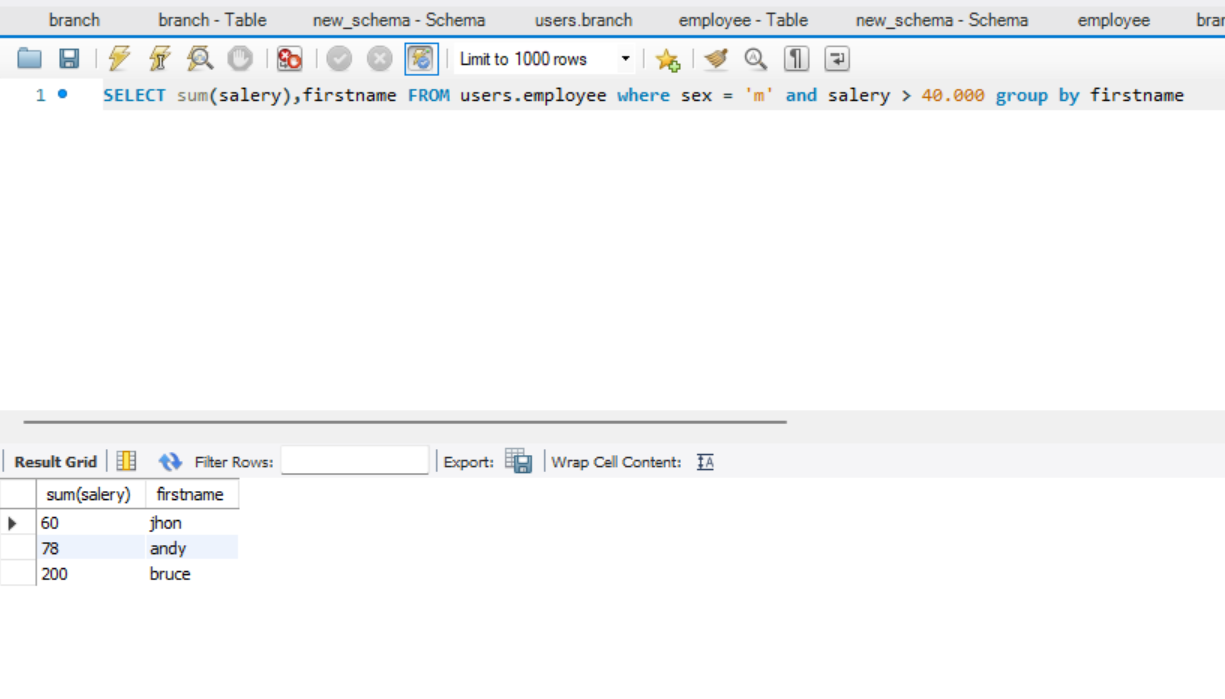 branch branch - Table new_schema - Schema users.branch employee - Table new_schema - Schema employee
Limit to 1000 rows
1 SELECT sum(salery),firstname FROM users.employee where sex = 'm' and salery > 40.000 group by firstname
Result Grid Filter Rows: Export: Wrap Cell Content:
sum(salery) firstname
60 jhon
78 andy
200 bruce